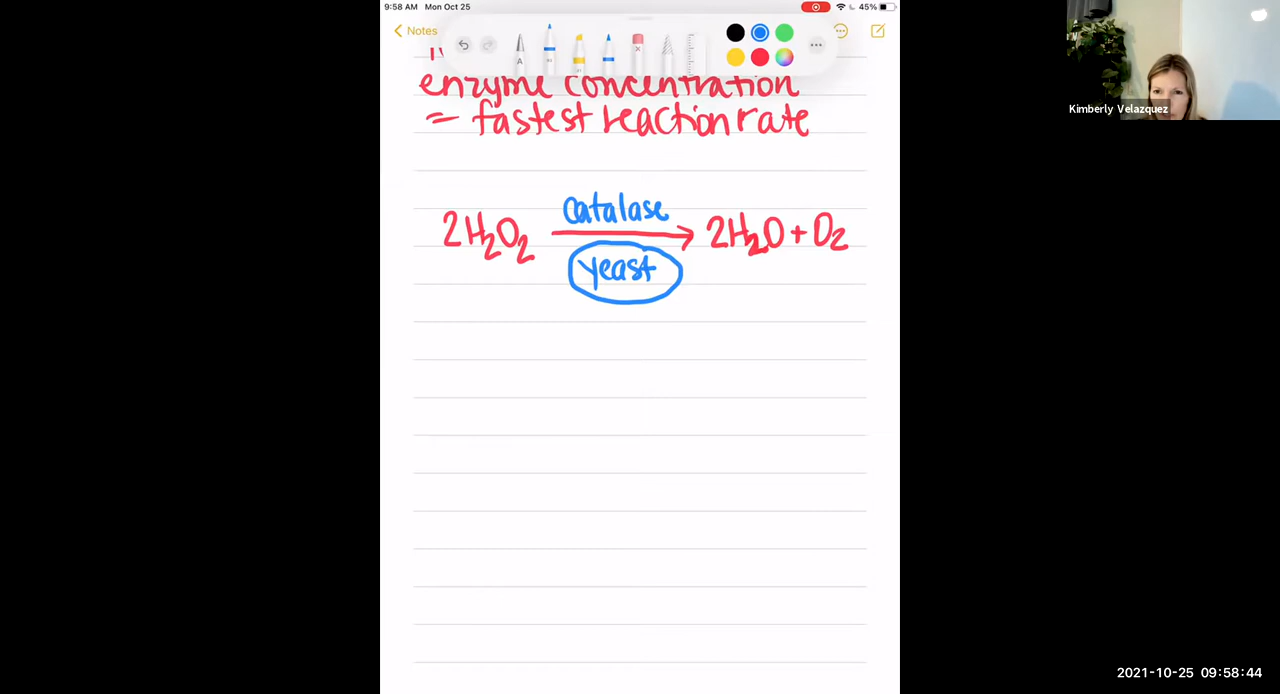 9:58 AM Mon Oct 25
45%
Notes
A
enzyme concentration
= fastest reaction rate
catalase
2H₂O₂ → 2H₂O + O₂
yeast
Kimberly Velazquez
2021-10-25 09:58:44